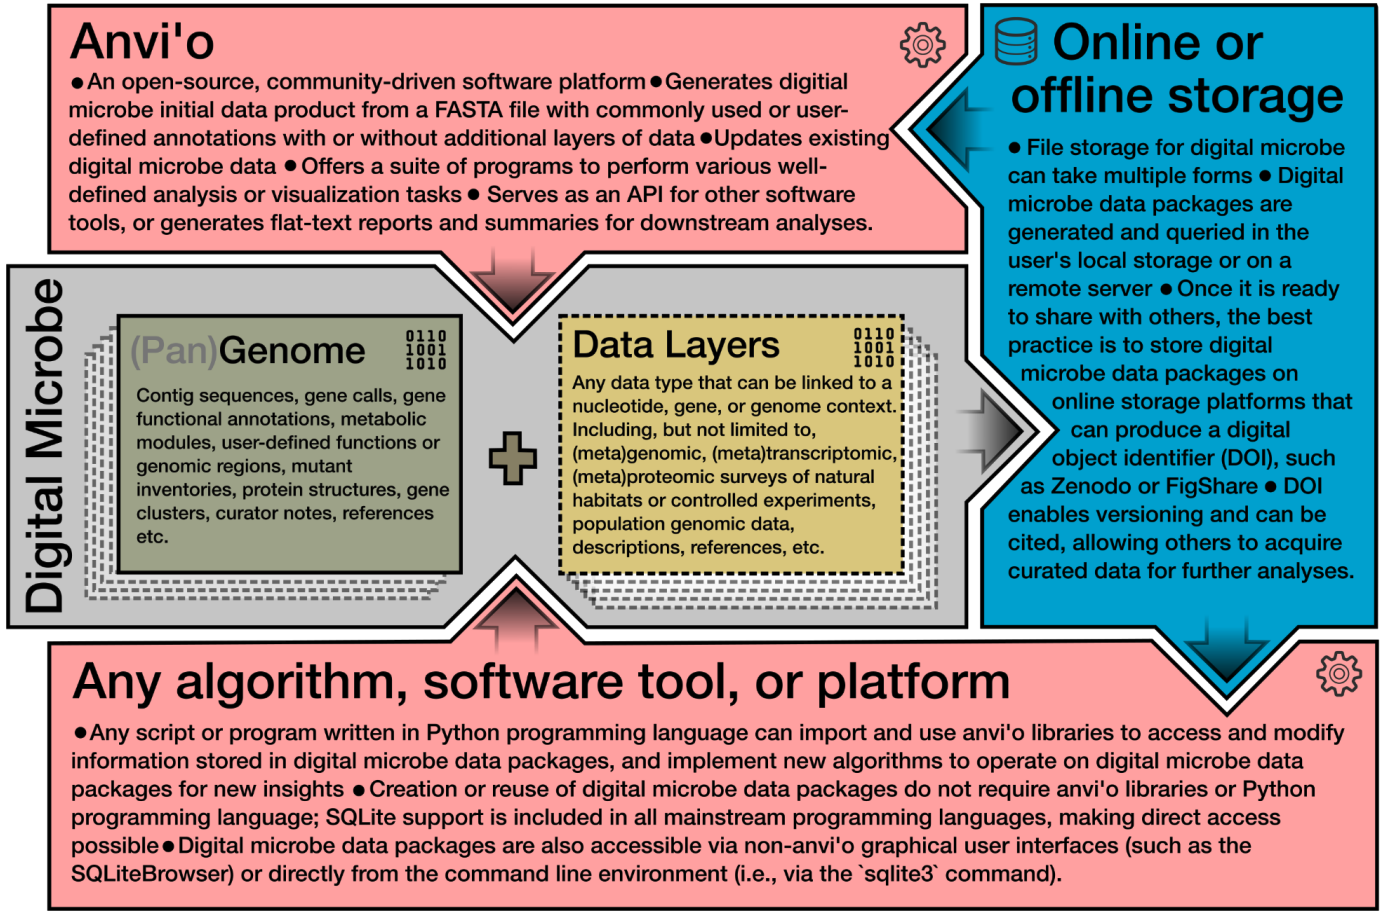 Anvi'o
●An open-source, community-driven software platform●Generates digitial
microbe initial data product from a FASTA file with commonly used or user-
defined annotations with or without additional layers of data ●Updates existing
digital microbe data ●Offers a suite of programs to perform various well-
defined analysis or visualization tasks● Serves as an API for other software
tools, or generates flat-text reports and summaries for downstream analyses.
Online or
offline storage
● File storage for digital microbe
can take multiple forms ● Digital
microbe data packages are
generated and queried in the
user's local storage or on a
remote server ●Once it is ready
to share with others, the best
practice is to store digital
microbe data packages on
online storage platforms that
can produce a digital
object identifier (DOI), such
as Zenodo or FigShare ● DOI
enables versioning and can be
cited, allowing others to acquire
curated data for further analyses.
Digital Microbe
(Pan)Genome
0110
1001
1010
Contig sequences, gene calls, gene
functional annotations, metabolic
modules, user-defined functions or
genomic regions, mutant
inventories, protein structures, gene
clusters, curator notes, references
etc.
Data Layers
0110
1001
1010
Any data type that can be linked to a
nucleotide, gene, or genome context.
Including, but not limited to,
(meta)genomic, (meta)transcriptomic,
(meta)proteomic surveys of natural
habitats or controlled experiments,
population genomic data,
descriptions, references, etc.
Any algorithm, software tool, or platform
●Any script or program written in Python programming language can import and use anvi'o libraries to access and modify
information stored in digital microbe data packages, and implement new algorithms to operate on digital microbe data
packages for new insights ●Creation or reuse of digital microbe data packages do not require anvi'o libraries or Python
programming language; SQLite support is included in all mainstream programming languages, making direct access
possible●Digital microbe data packages are also accessible via non-anvi'o graphical user interfaces (such as the
SQLiteBrowser) or directly from the command line environment (i.e., via the `sqlite3` command).